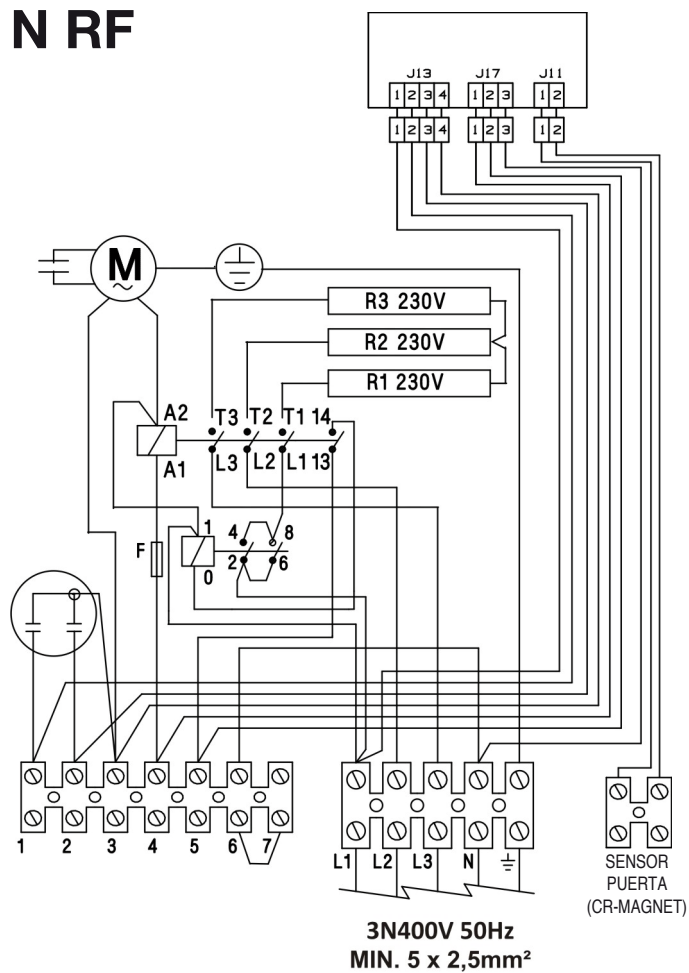 N RF
J13 J17 J11
1 2 3 4 1 2 3 1 2
1 2 3 4 1 2 3 1 2
M
~
R3 230V
R2 230V
R1 230V
A2 T3 T2 T1 14
A1 L3 L2 L1 13
F
1 4 8
0 2 6
1 2 3 4 5 6 7
L1 L2 L3 N
SENSOR
PUERTA
(CR-MAGNET)
3N400V 50Hz
MIN. 5 x 2,5mm²